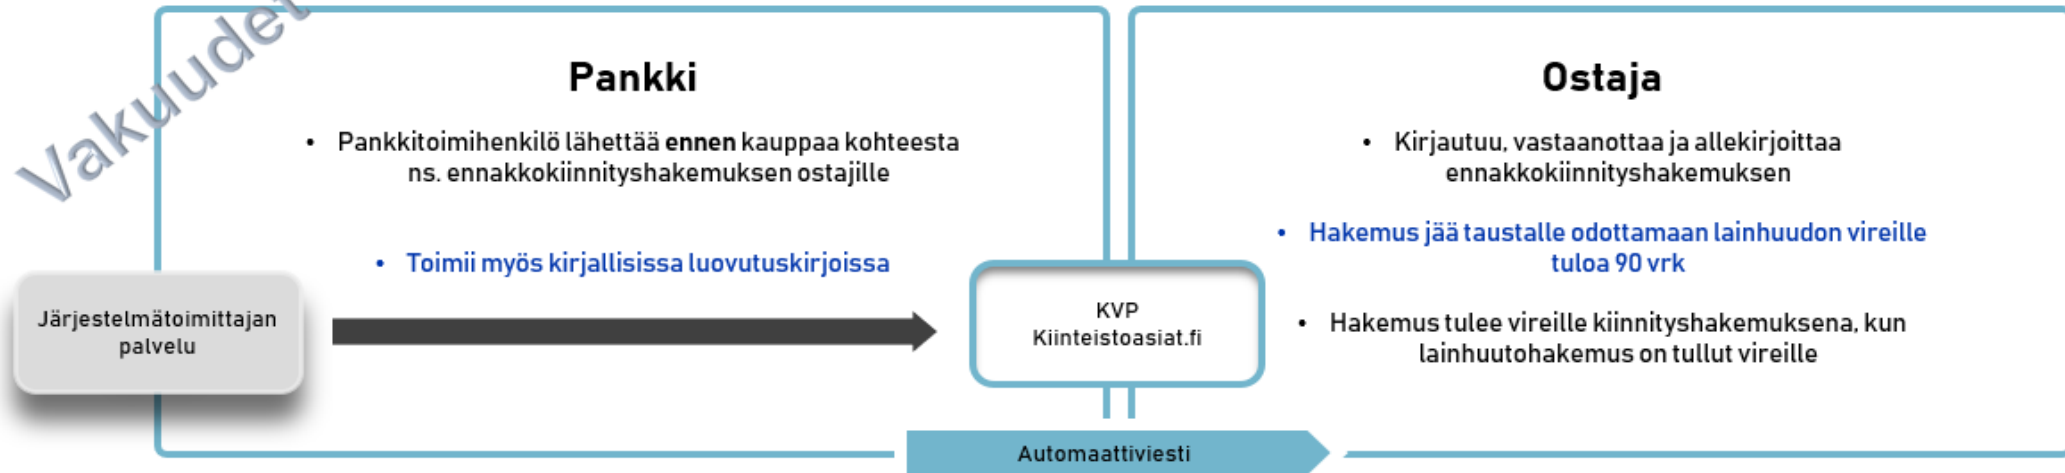 Vakuudet
Pankki
• Pankkitoimihenkilö lähettää ennen kauppaa kohteesta
ns. ennakkokiinnityshakemuksen ostajille
• Toimii myös kirjallisissa luovutuskirjoissa
Järjestelmätoimittajan
palvelu
KVP
Kiinteistoasiat.fi
Automaattiviesti
Ostaja
• Kirjautuu, vastaanottaa ja allekirjoittaa
ennakkokiinnityshakemuksen
• Hakemus jää taustalle odottamaan lainhuudon vireille
tuloa 90 vrk
• Hakemus tulee vireille kiinnityshakemuksena, kun
lainhuutohakemus on tullut vireille